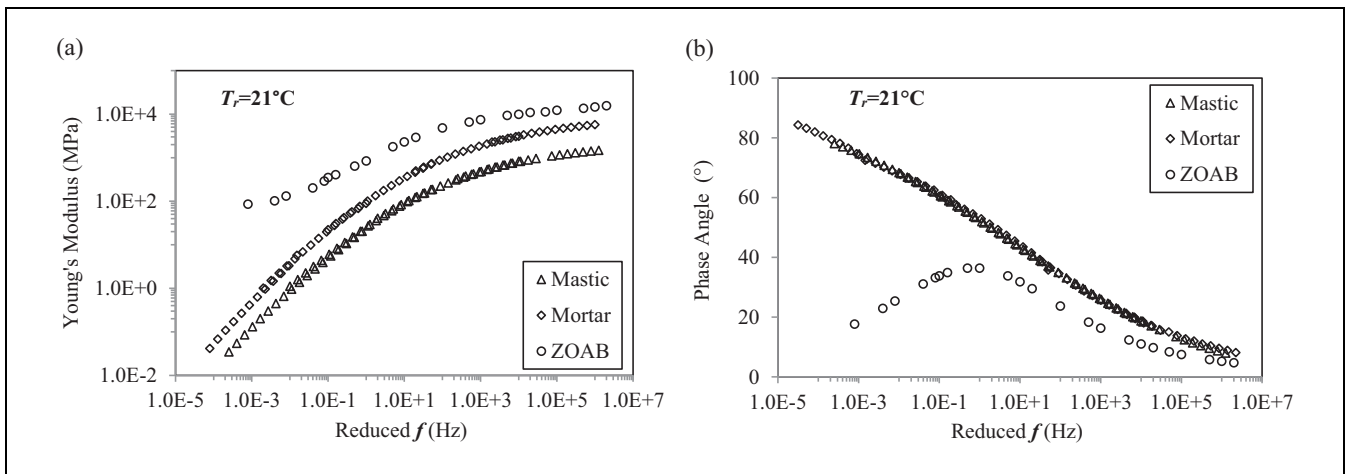 (a)
Tr=21°C
1.0E+4
1.0E+2
1.0E+0
1.0E-2
Young's Modulus (MPa)
Mastic
Mortar
ZOAB
1.0E-5 1.0E-3 1.0E-1 1.0E+1 1.0E+3 1.0E+5 1.0E+7
Reduced f (Hz)
(b)
Tr=21°C
100
80
60
40
20
0
Phase Angle (°)
Mastic
Mortar
ZOAB
1.0E-5 1.0E-3 1.0E-1 1.0E+1 1.0E+3 1.0E+5 1.0E+7
Reduced f (Hz)